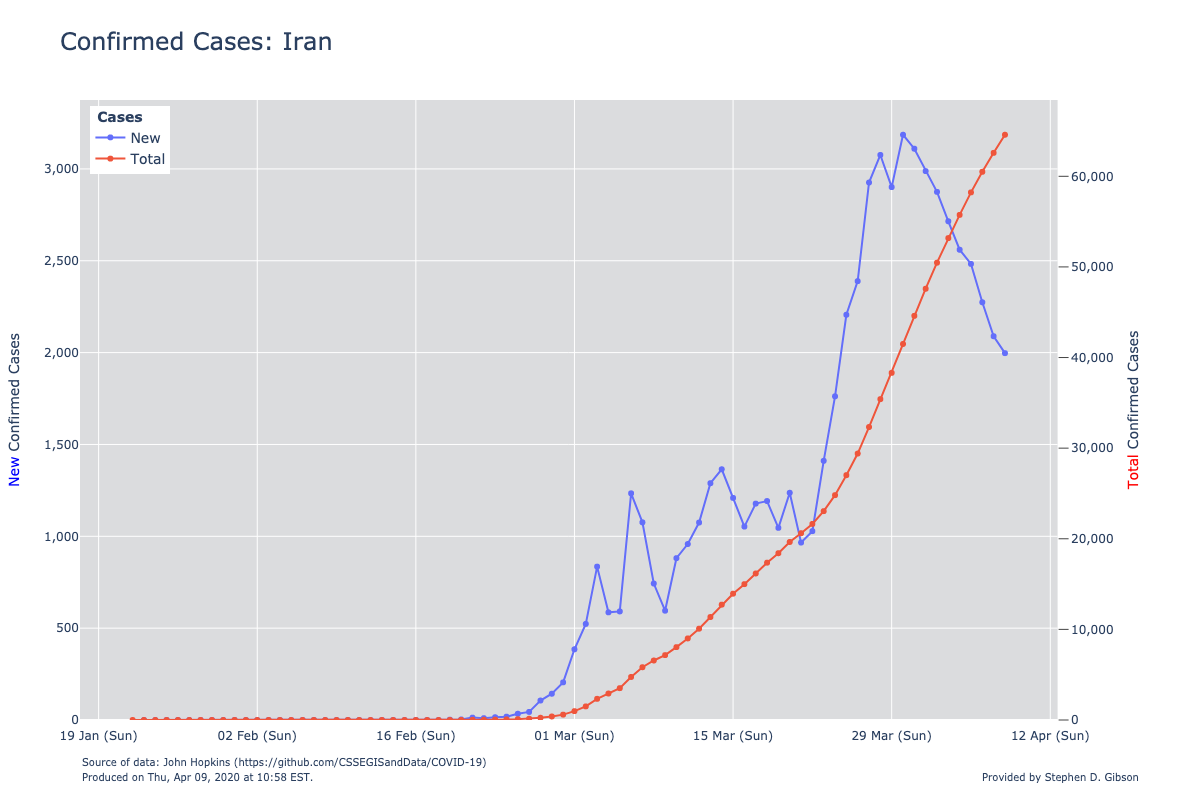 Confirmed Cases: Iran
Cases
New
Total
3,000
2,500
2,000
1,500
1,000
500
0
60,000
50,000
40,000
30,000
20,000
10,000
0
New Confirmed Cases
Total Confirmed Cases
19 Jan (Sun) 02 Feb (Sun) 16 Feb (Sun) 01 Mar (Sun) 15 Mar (Sun) 29 Mar (Sun) 12 Apr (Sun)
Source of data: John Hopkins (https://github.com/CSSEGISandData/COVID-19)
Produced on Thu, Apr 09, 2020 at 10:58 EST.
Provided by Stephen D. Gibson